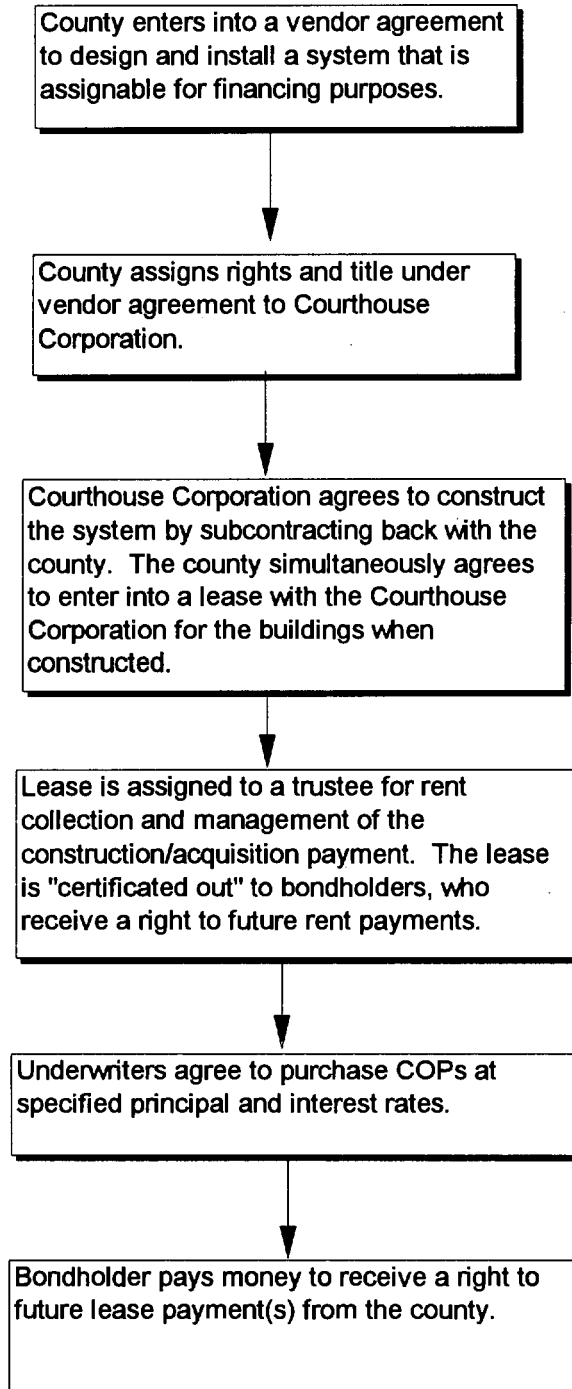 County enters into a vendor agreement
to design and install a system that is
assignable for financing purposes.
County assigns rights and title under
vendor agreement to Courthouse
Corporation.
Courthouse Corporation agrees to construct
the system by subcontracting back with the
county. The county simultaneously agrees
to enter into a lease with the Courthouse
Corporation for the buildings when
constructed.
Lease is assigned to a trustee for rent
collection and management of the
construction/acquisition payment. The lease
is "certificated out" to bondholders, who
receive a right to future rent payments.
Underwriters agree to purchase COPs at
specified principal and interest rates.
Bondholder pays money to receive a right to
future lease payment(s) from the county.